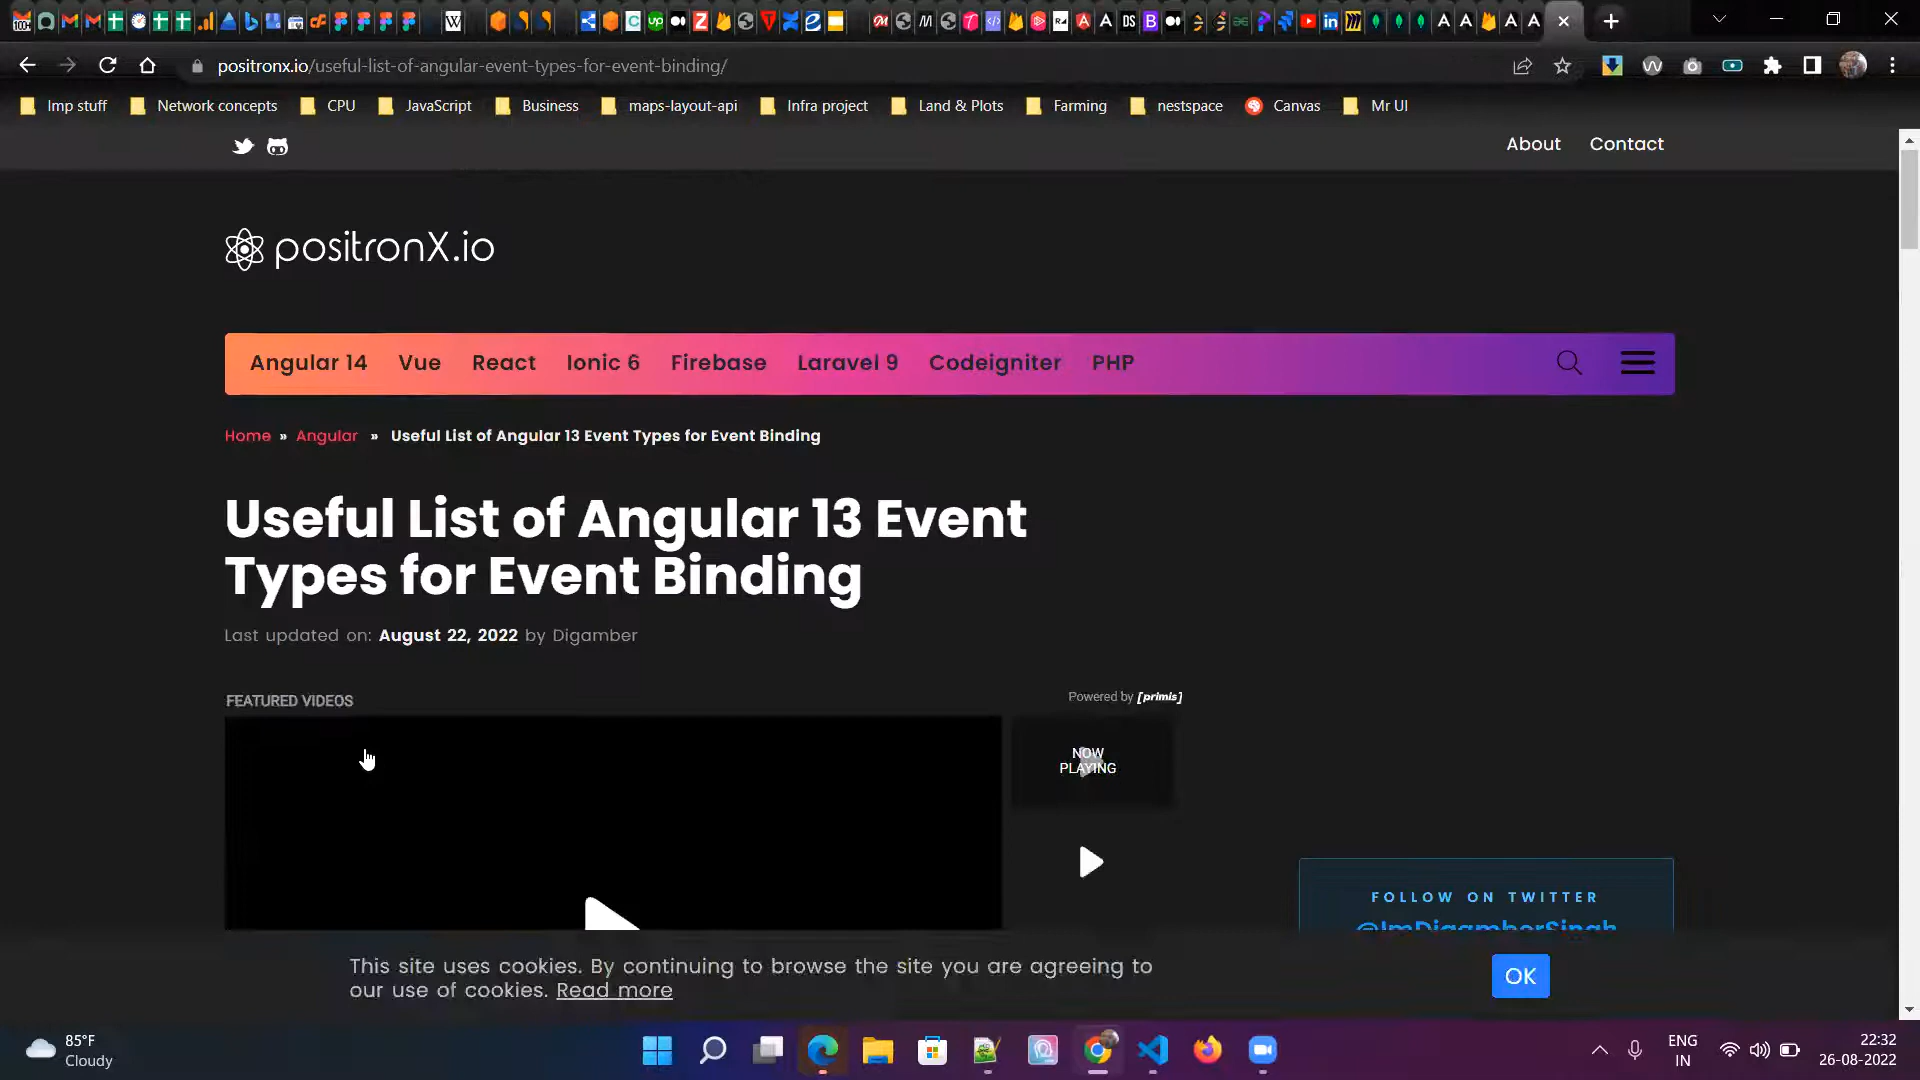 positronx.io/useful-list-of-angular-event-types-for-event-binding/
Imp stuff Network concepts CPU JavaScript Business maps-layout-api Infra project Land & Plots Farming nestspace Canvas Mr UI
About Contact
positronX.io
Angular 14 Vue React Ionic 6 Firebase Laravel 9 Codeigniter PHP
Home » Angular » Useful List of Angular 13 Event Types for Event Binding
Useful List of Angular 13 Event
Types for Event Binding
Last updated on: August 22, 2022 by Digamber
FEATURED VIDEOS
Powered by [primis]
NOW
PLAYING
FOLLOW ON TWITTER
@ImDigamberSingh
This site uses cookies. By continuing to browse the site you are agreeing to
our use of cookies. Read more
OK
85°F
Cloudy
ENG
IN
22:32
26-08-2022